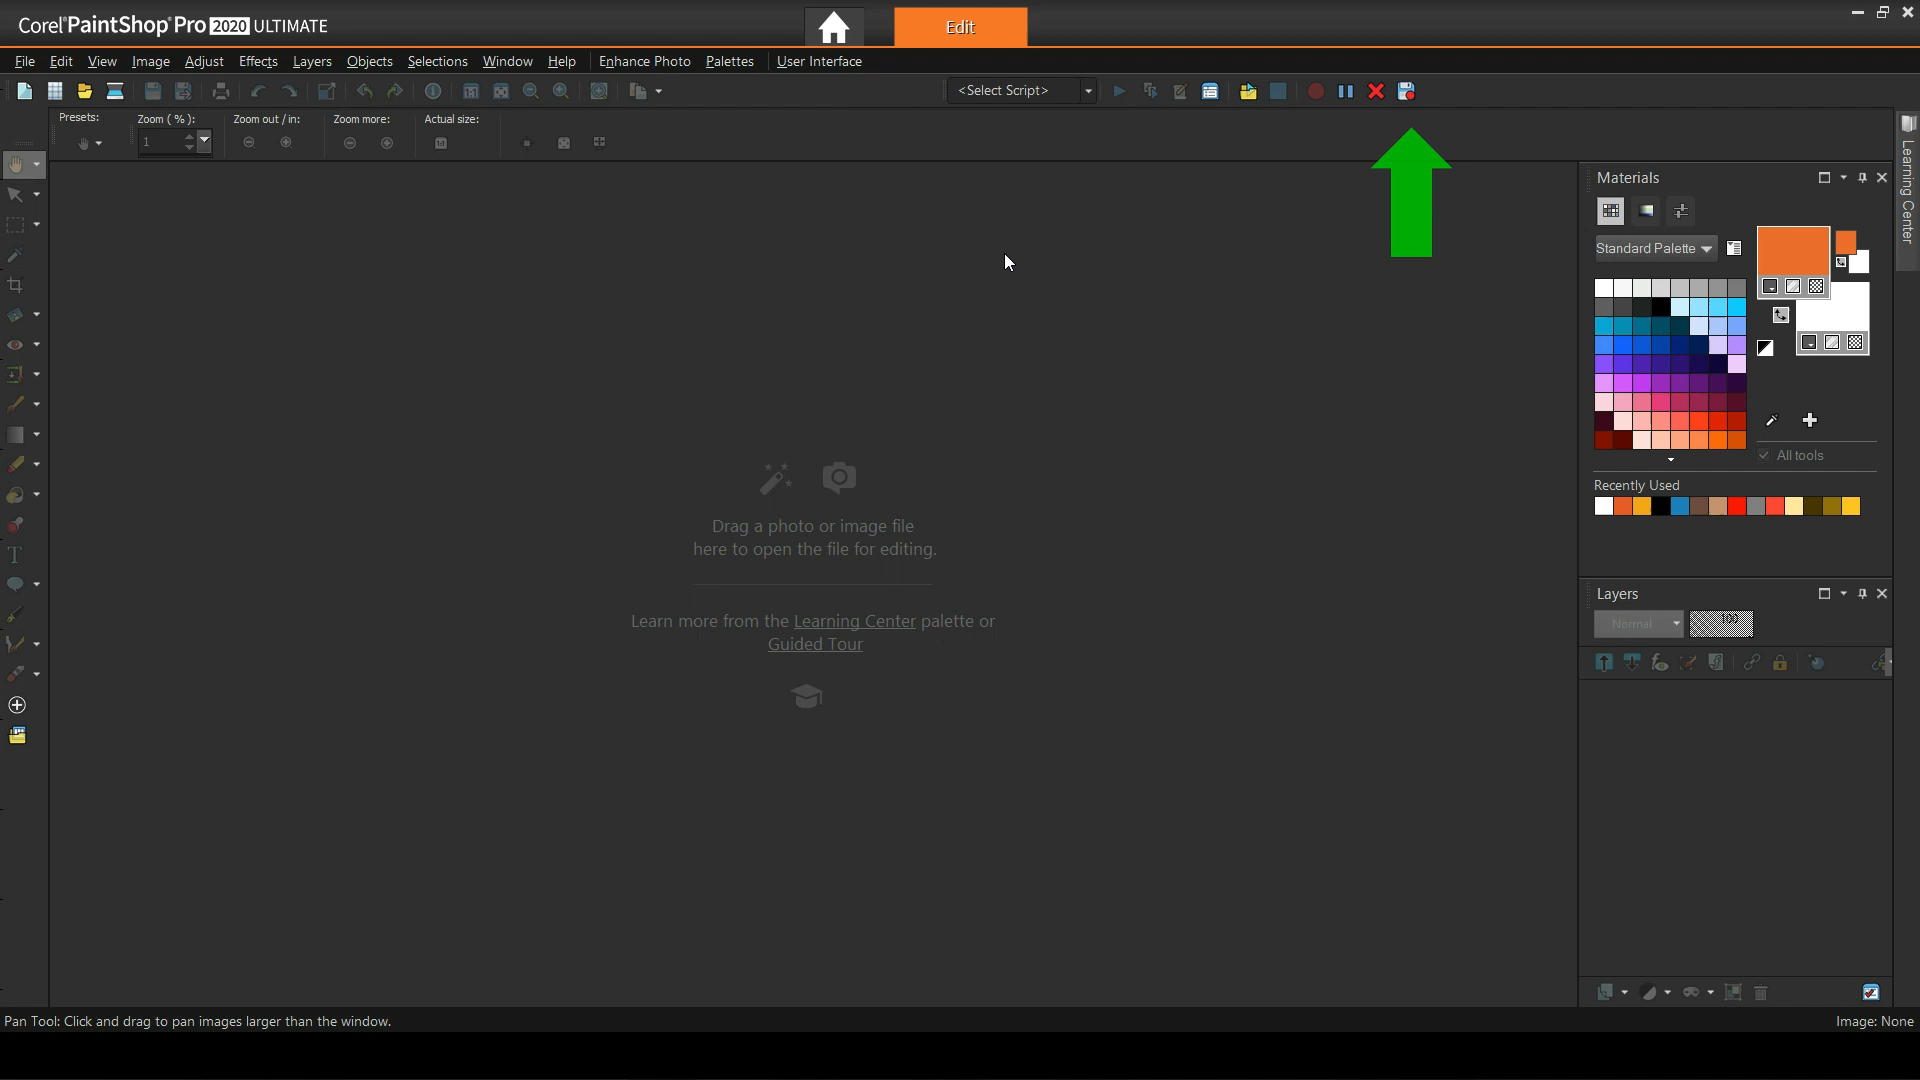 Corel PaintShop Pro 2020 ULTIMATE
Edit
File Edit View Image Adjust Effects Layers Objects Selections Window Help Enhance Photo Palettes User Interface
<Select Script>
Presets: Zoom (%): Zoom out / in: Zoom more: Actual size:
1
Learning Center
Materials
Standard Palette
All tools
Recently Used
Drag a photo or image file
here to open the file for editing.
Learn more from the Learning Center palette or
Guided Tour
Layers
Normal
100
Pan Tool: Click and drag to pan images larger than the window.
Image: None